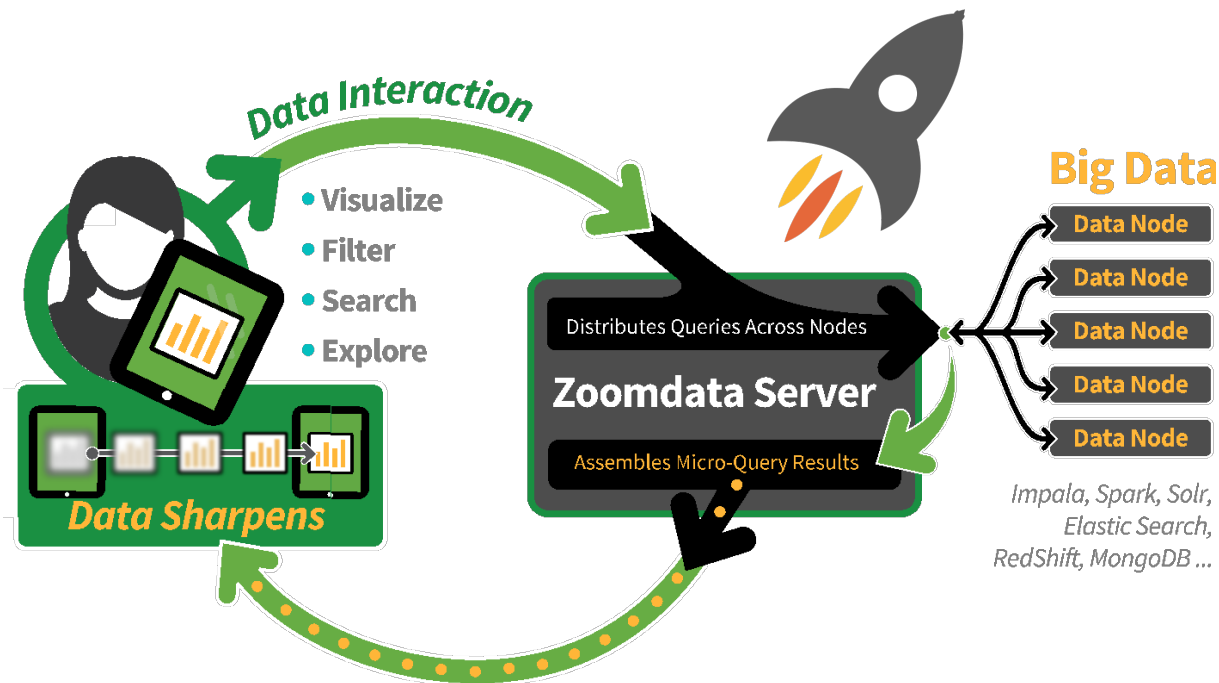 Data Interaction
Visualize
Filter
Search
Explore
Data Sharpens
Distributes Queries Across Nodes
Zoomdata Server
Assembles Micro-Query Results
Big Data
Data Node
Data Node
Data Node
Data Node
Data Node
Impala, Spark, Solr,
Elastic Search,
RedShift, MongoDB ...